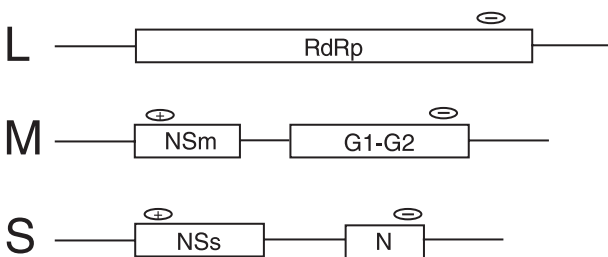 −
L RdRp
+ −
M NSm G1-G2
+ −
S NSs N